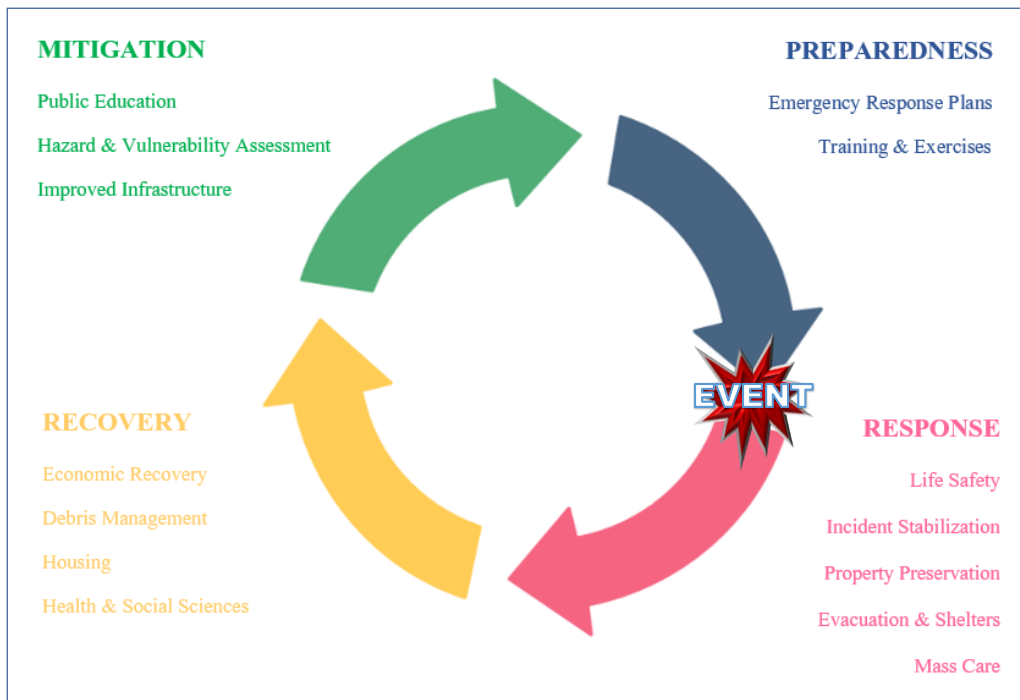 MITIGATION
Public Education
Hazard & Vulnerability Assessment
Improved Infrastructure
PREPAREDNESS
Emergency Response Plans
Training & Exercises
EVENT
RECOVERY
Economic Recovery
Debris Management
Housing
Health & Social Sciences
RESPONSE
Life Safety
Incident Stabilization
Property Preservation
Evacuation & Shelters
Mass Care